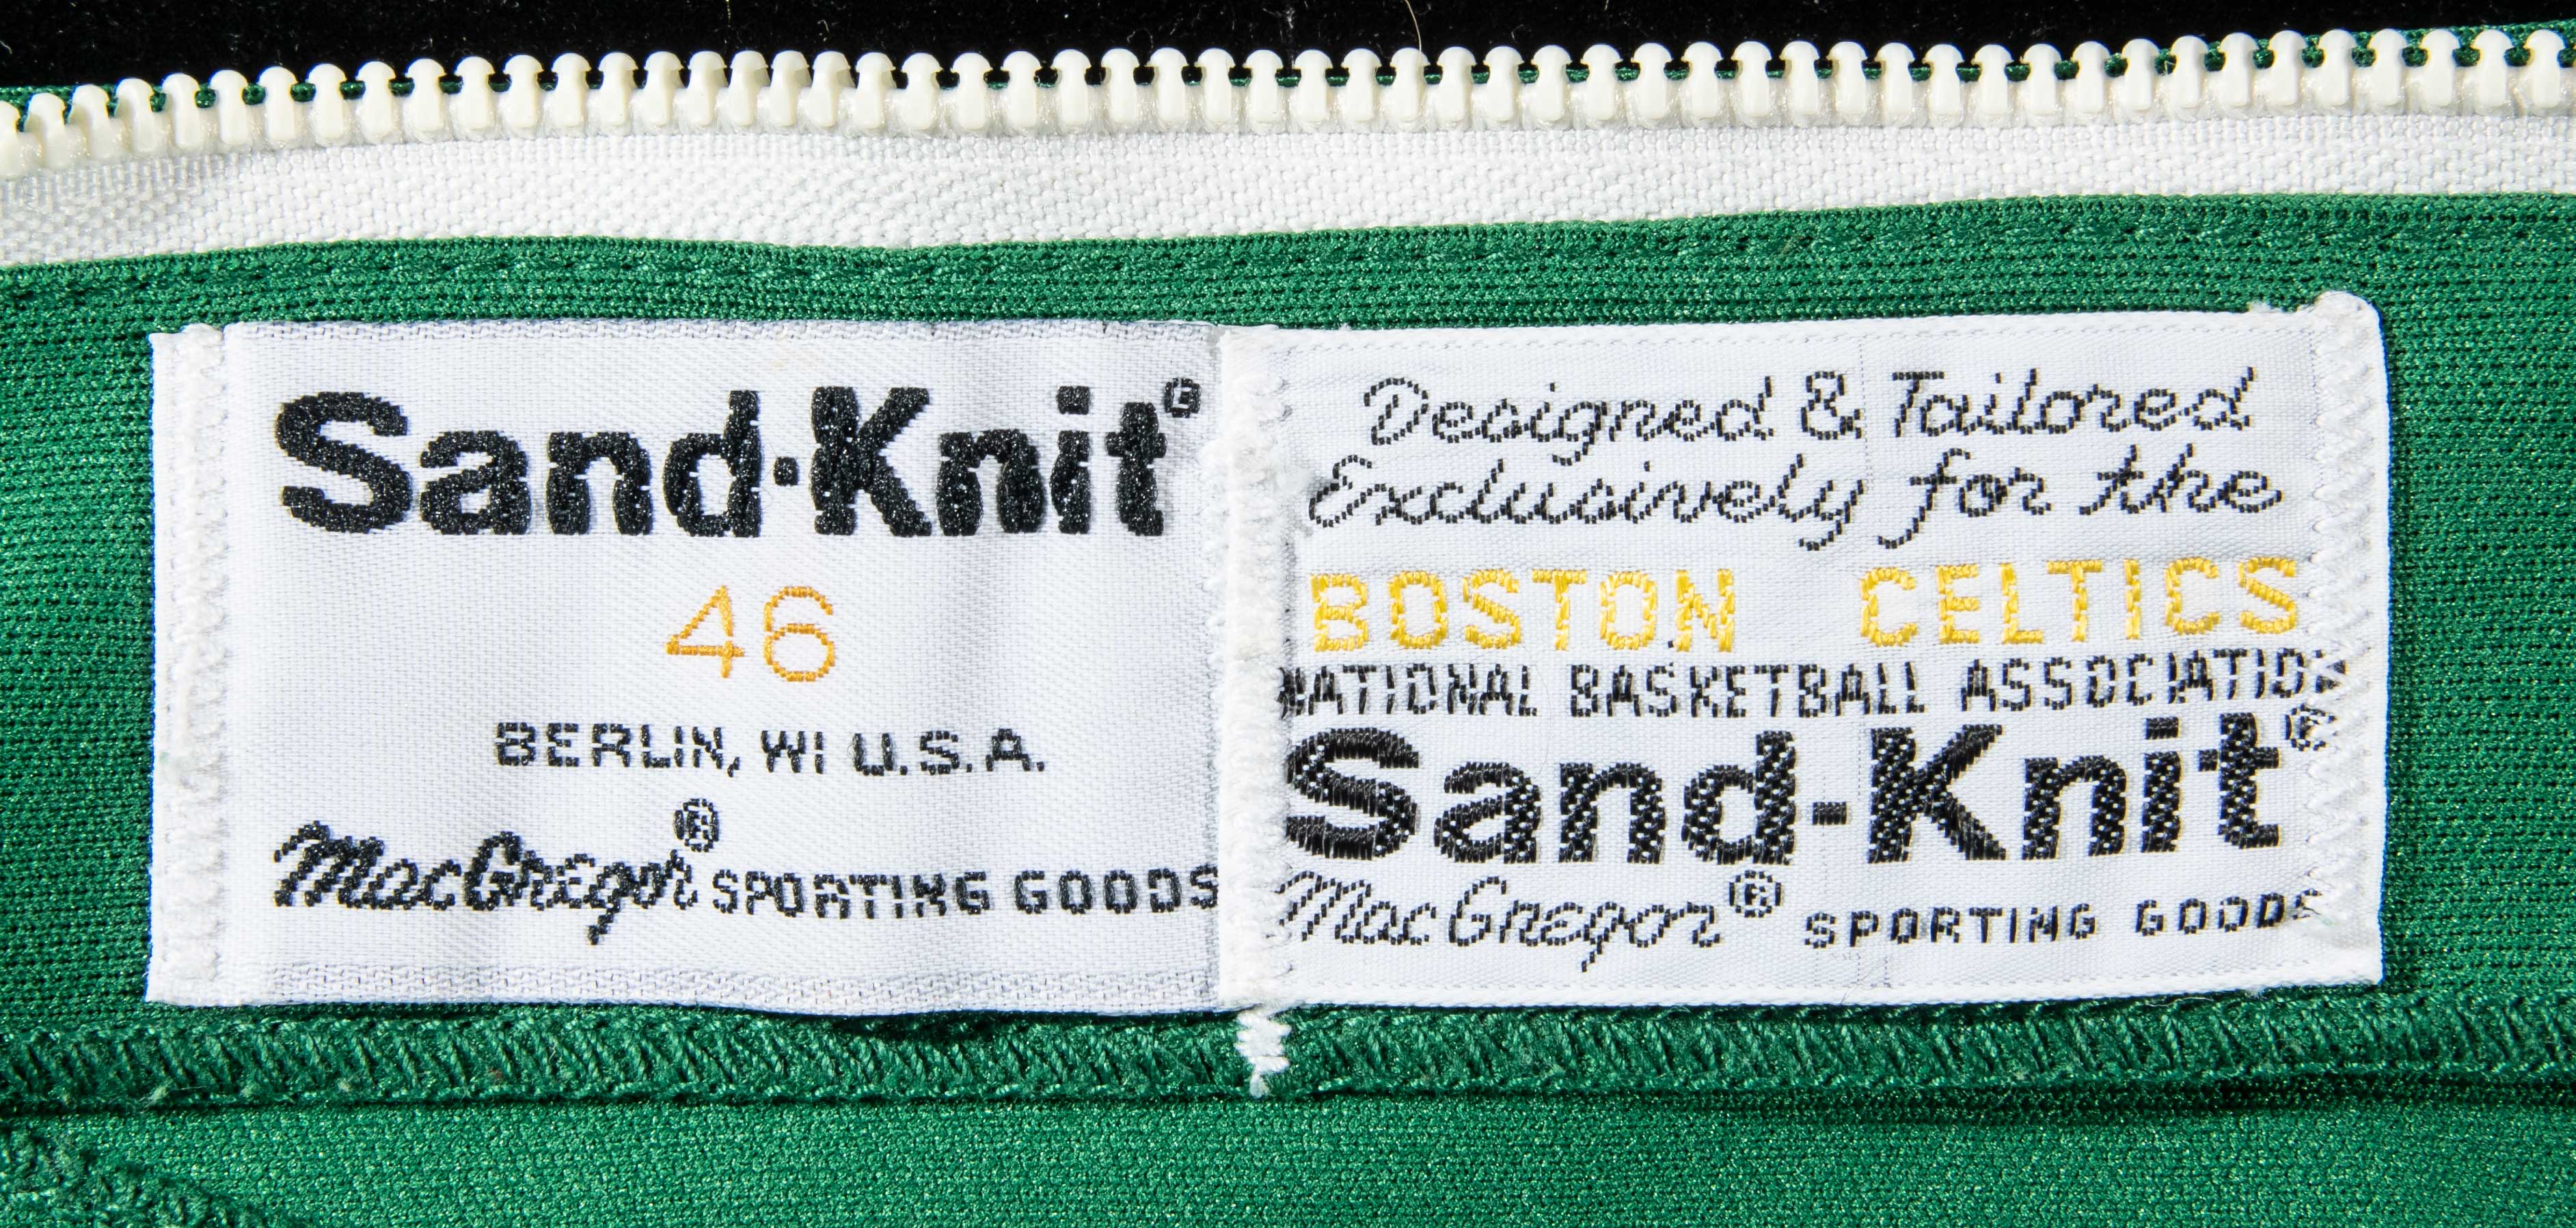 Sand·Knit®
46
BERLIN, WI U.S.A.
MacGregor® SPORTING GOODS
Designed & Tailored
Exclusively for the
BOSTON CELTICS
NATIONAL BASKETBALL ASSOCIATION
Sand-Knit®
MacGregor® SPORTING GOODS